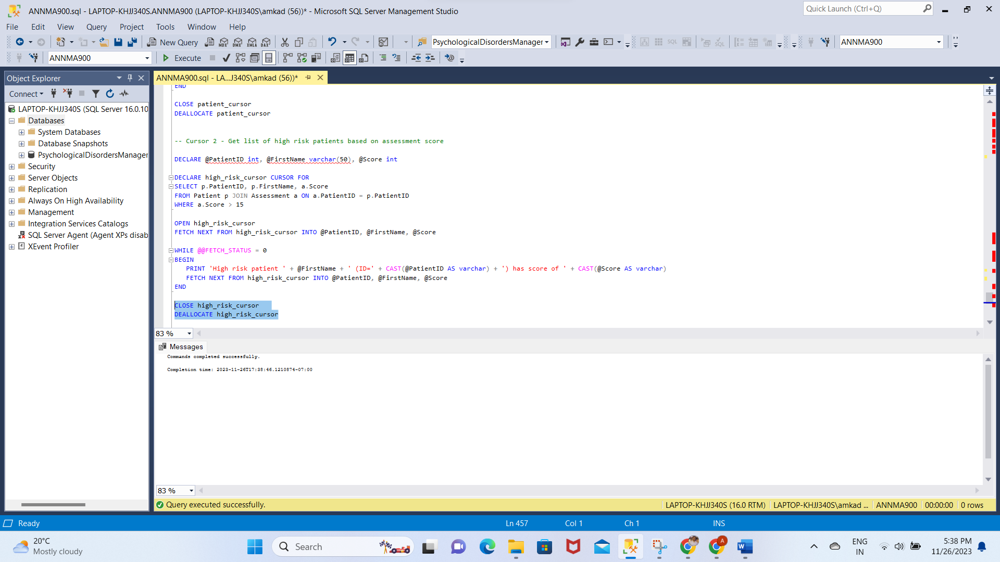 ANNMA900.sql - LAPTOP-KHJJ340S.ANNMA900 (LAPTOP-KHJJ340S\amkad (56))* - Microsoft SQL Server Management Studio
Quick Launch (Ctrl+Q)
File Edit View Query Project Tools Window Help
New Query MDX DMX XMLA DAX PsychologicalDisordersManager SQL SQL ANNMA900
ANNMA900 Execute
Object Explorer
ANNMA900.sql - LA...J340S\amkad (56))*
Connect
LAPTOP-KHJJ340S (SQL Server 16.0.10
Databases
System Databases
Database Snapshots
PsychologicalDisordersManager
Security
Server Objects
Replication
Always On High Availability
Management
Integration Services Catalogs
SQL Server Agent (Agent XPs disab
XEvent Profiler
END
CLOSE patient_cursor
DEALLOCATE patient_cursor
-- Cursor 2 - Get list of high risk patients based on assessment score
DECLARE @PatientID int, @FirstName varchar(50), @Score int
DECLARE high_risk_cursor CURSOR FOR
SELECT p.PatientID, p.FirstName, a.Score
FROM Patient p JOIN Assessment a ON a.PatientID = p.PatientID
WHERE a.Score > 15
OPEN high_risk_cursor
FETCH NEXT FROM high_risk_cursor INTO @PatientID, @FirstName, @Score
WHILE @@FETCH_STATUS = 0
BEGIN
PRINT 'High risk patient ' + @FirstName + ' (ID=' + CAST(@PatientID AS varchar) + ') has score of ' + CAST(@Score AS varchar)
FETCH NEXT FROM high_risk_cursor INTO @PatientID, @FirstName, @Score
END
CLOSE high_risk_cursor
DEALLOCATE high_risk_cursor
83 %
Messages
Commands completed successfully.
Completion time: 2023-11-26T17:38:46.1210874-07:00
83 %
Query executed successfully. LAPTOP-KHJJ340S (16.0 RTM) LAPTOP-KHJJ340S\amkad ... ANNMA900 00:00:00 0 rows
Ready Ln 457 Col 1 Ch 1 INS
20°C
Mostly cloudy
Search
A
W
ENG
IN
5:38 PM
11/26/2023